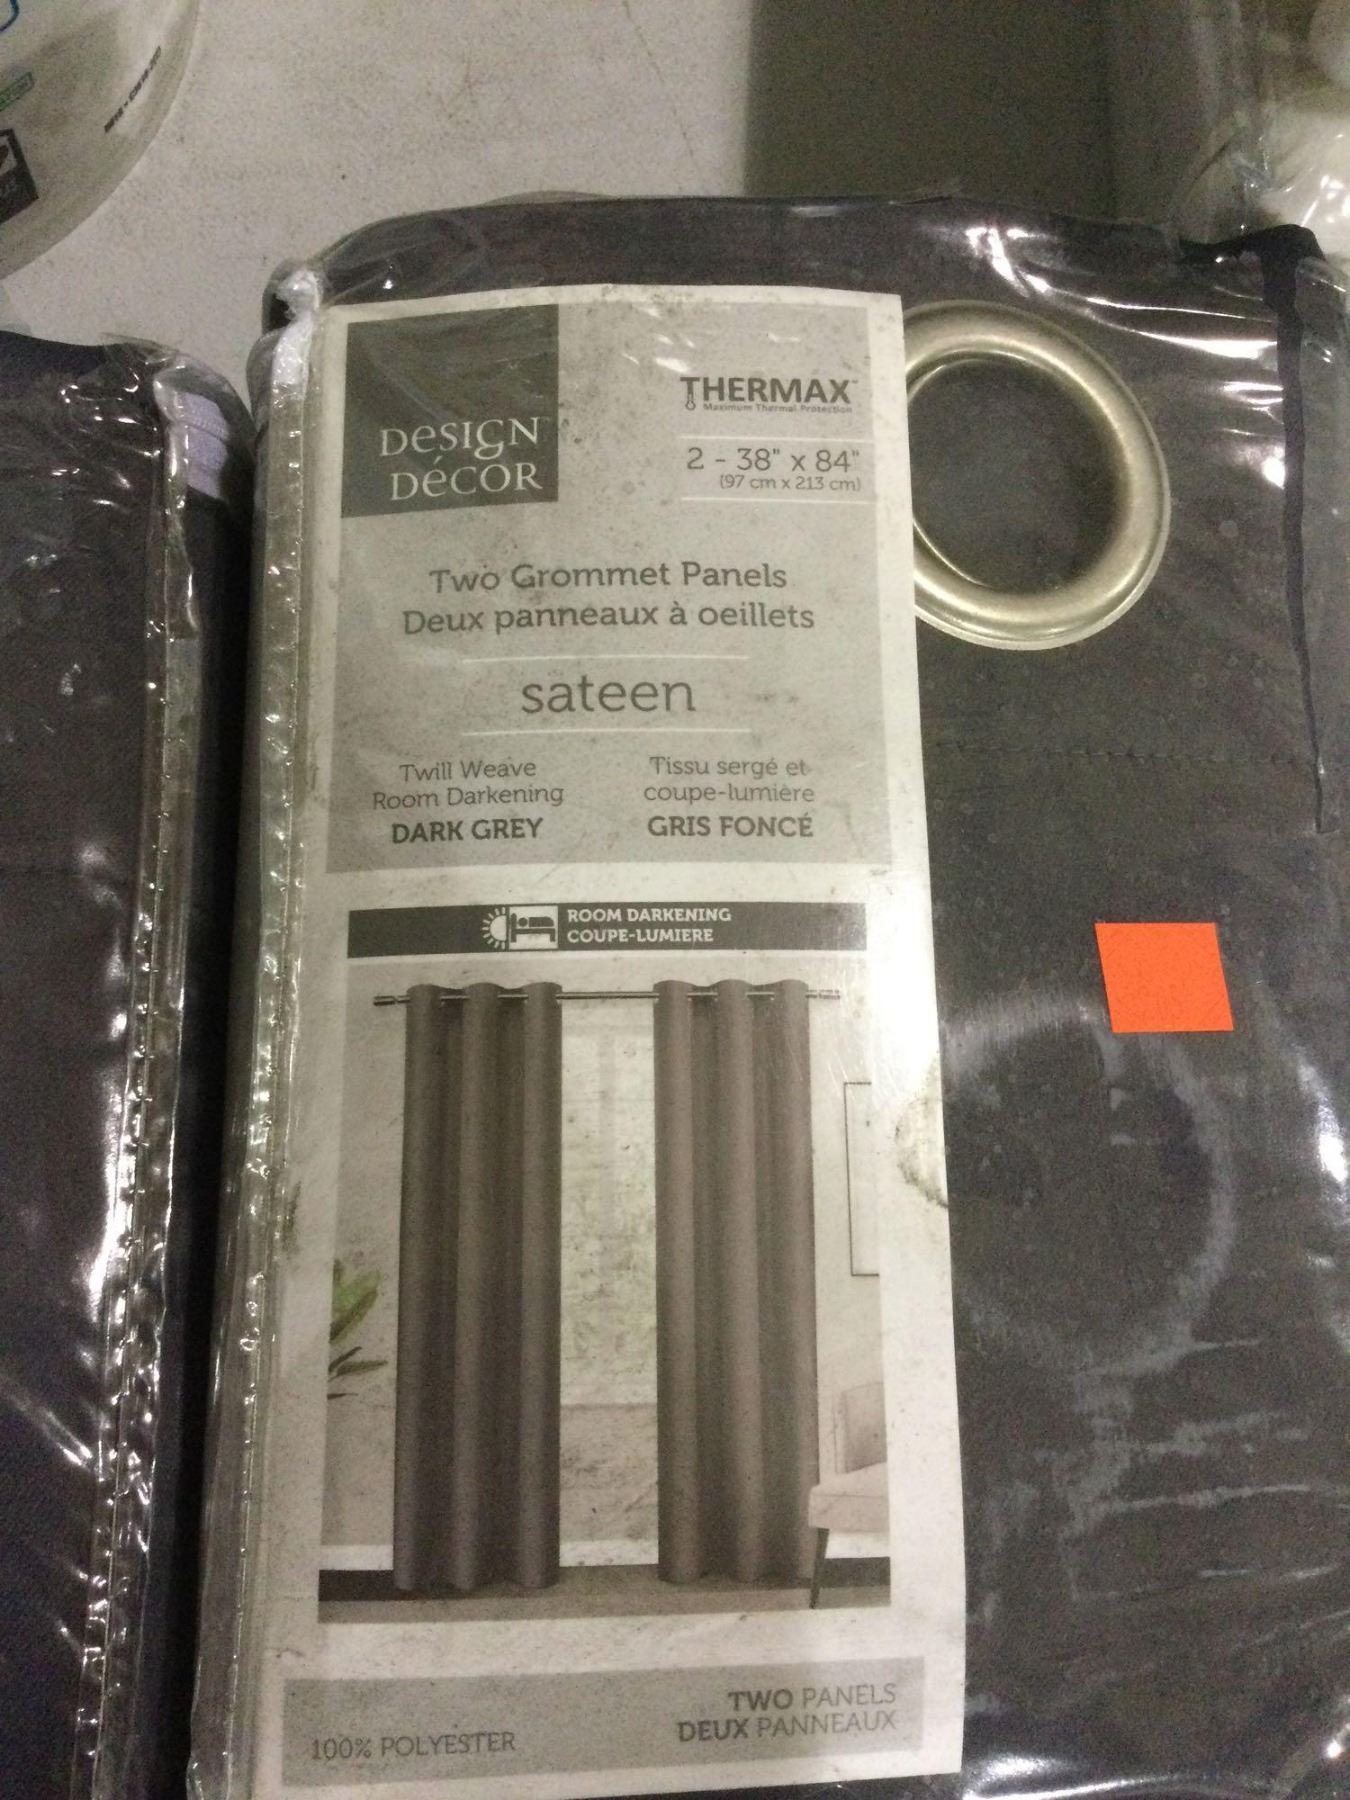 DESIGN
DÉCOR
THERMAX™
Maximum Thermal Protection
2 - 38" x 84"
(97 cm x 213 cm)
Two Grommet Panels
Deux panneaux à oeillets
sateen
Twill Weave
Room Darkening
DARK GREY
Tissu sergé et
coupe-lumière
GRIS FONCÉ
ROOM DARKENING
COUPE-LUMIERE
100% POLYESTER
TWO PANELS
DEUX PANNEAUX